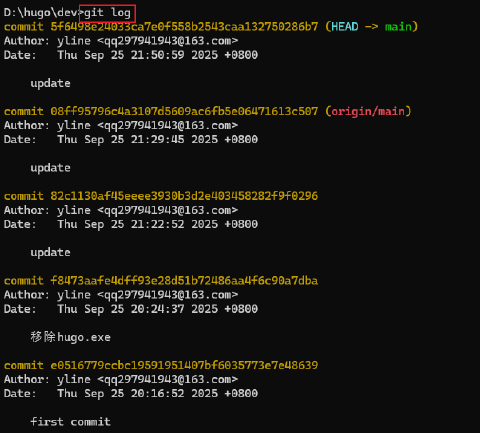 D:\hugo\dev>git log
commit 5f6498e24033ca7e0f558b2543caa132750286b7 (HEAD -> main)
Author: yline <qq297941943@163.com>
Date:   Thu Sep 25 21:50:59 2025 +0800
update
commit 08ff95796c4a3107d5609ac6fb5e06471613c507 (origin/main)
Author: yline <qq297941943@163.com>
Date:   Thu Sep 25 21:29:45 2025 +0800
update
commit 82c1130af45eeee3930b3d2e403458282f9f0296
Author: yline <qq297941943@163.com>
Date:   Thu Sep 25 21:22:52 2025 +0800
update
commit f8473aafe4dff93e28d51b72486aa4f6c90a7dba
Author: yline <qq297941943@163.com>
Date:   Thu Sep 25 20:24:37 2025 +0800
移除hugo.exe
commit e0516779ccbc19591951407bf6035773e7e48639
Author: yline <qq297941943@163.com>
Date:   Thu Sep 25 20:16:52 2025 +0800
first commit